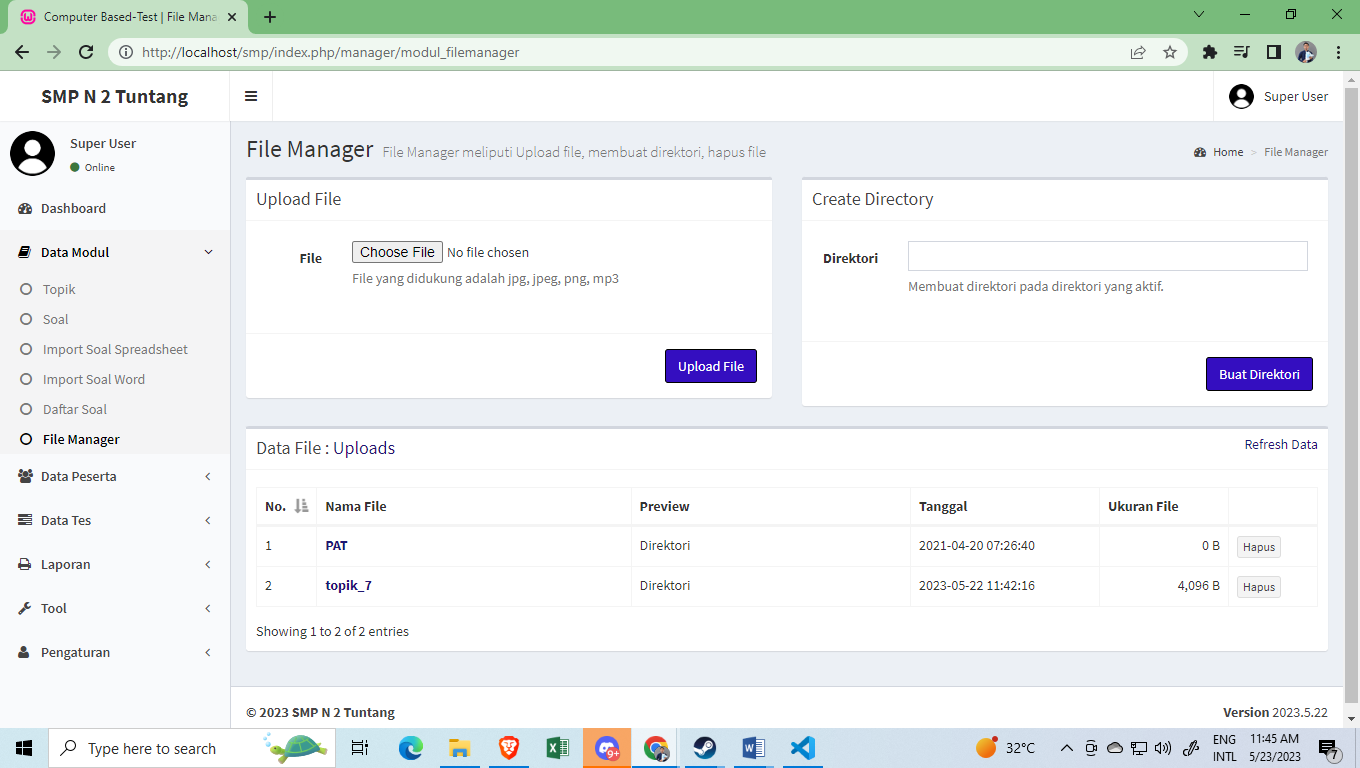 Computer Based-Test | File Mana
http://localhost/smp/index.php/manager/modul_filemanager
SMP N 2 Tuntang
Super User
Super User
Online
Dashboard
Data Modul
Topik
Soal
Import Soal Spreadsheet
Import Soal Word
Daftar Soal
File Manager
Data Peserta
Data Tes
Laporan
Tool
Pengaturan
File Manager File Manager meliputi Upload file, membuat direktori, hapus file
Home > File Manager
Upload File
File Choose File No file chosen
File yang didukung adalah jpg, jpeg, png, mp3
Upload File
Create Directory
Direktori
Membuat direktori pada direktori yang aktif.
Buat Direktori
Data File : Uploads
Refresh Data
No. Nama File Preview Tanggal Ukuran File
1 PAT Direktori 2021-04-20 07:26:40 0 B Hapus
2 topik_7 Direktori 2023-05-22 11:42:16 4,096 B Hapus
Showing 1 to 2 of 2 entries
© 2023 SMP N 2 Tuntang
Version 2023.5.22
Type here to search
9+
32°C
ENG
INTL
11:45 AM
5/23/2023
7